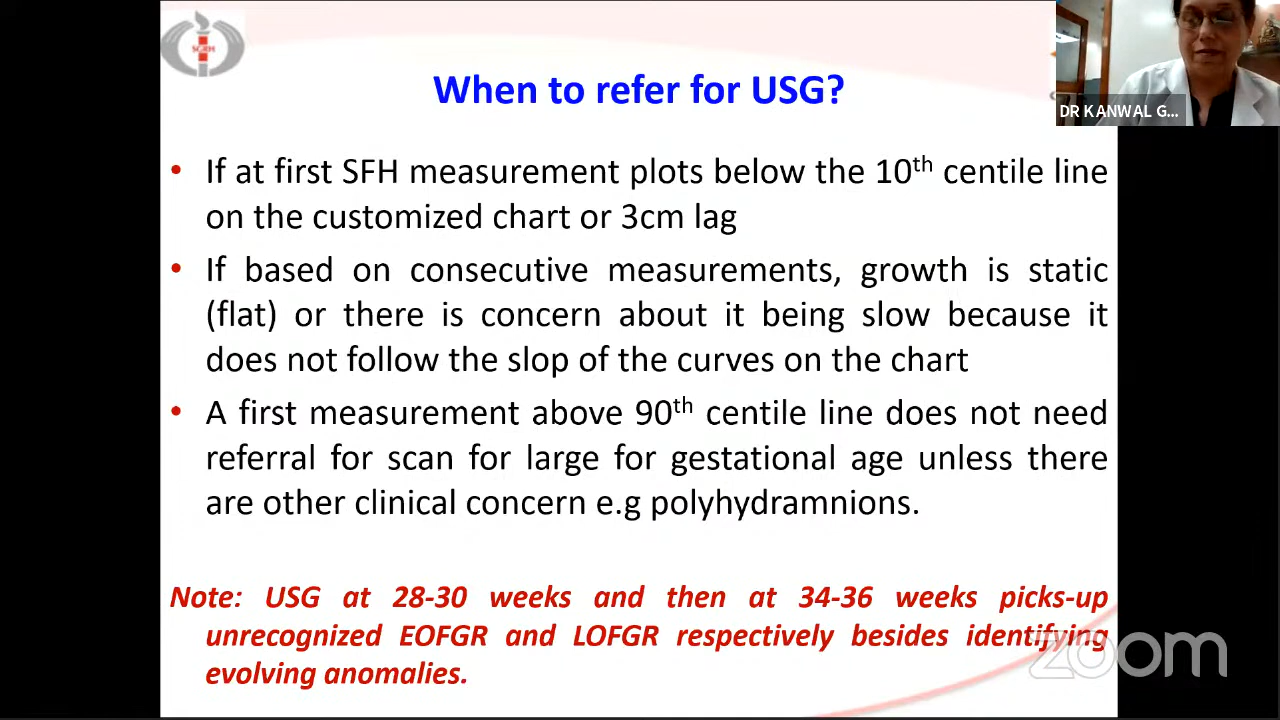 SGRH
When to refer for USG?
DR KANWAL G...
• If at first SFH measurement plots below the 10th centile line
on the customized chart or 3cm lag
• If based on consecutive measurements, growth is static
(flat) or there is concern about it being slow because it
does not follow the slop of the curves on the chart
• A first measurement above 90th centile line does not need
referral for scan for large for gestational age unless there
are other clinical concern e.g polyhydramnions.
Note: USG at 28-30 weeks and then at 34-36 weeks picks-up
unrecognized EOFGR and LOFGR respectively besides identifying
evolving anomalies.
zoom